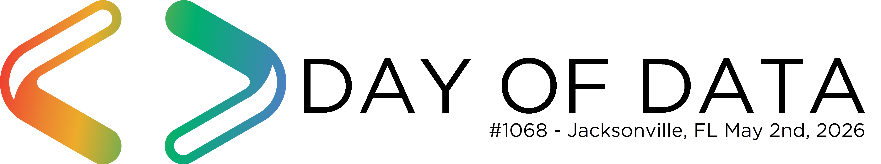 DAY OF DATA
#1068 - Jacksonville, FL May 2nd, 2026